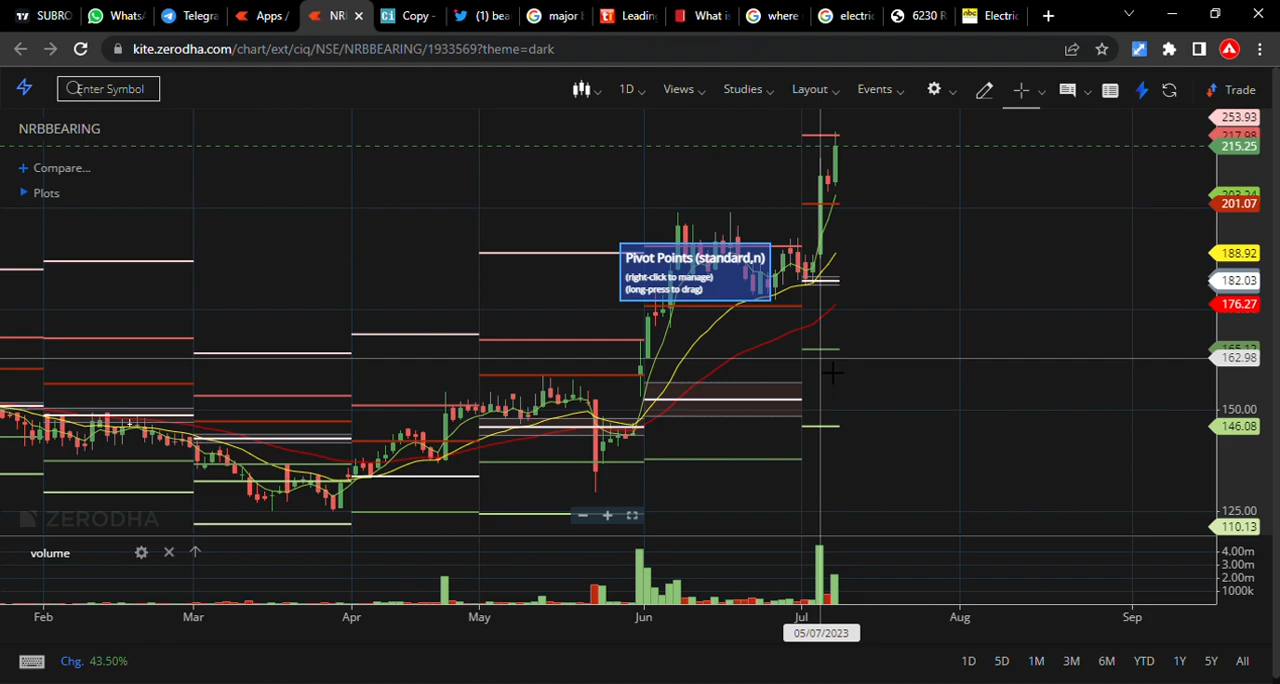 SUBRO
WhatsA
Telegra
Apps /
NRI
Copy -
(1) bea
major b
Leadin
What is
where
electric
6230 R
Electric
kite.zerodha.com/chart/ext/ciq/NSE/NRBBEARING/1933569?theme=dark
Enter Symbol
1D
Views
Studies
Layout
Events
Trade
NRBBEARING
+ Compare...
Plots
253.93
217.98
215.25
201.07
188.92
182.03
176.27
162.98
150.00
146.08
125.00
110.13
Pivot Points (standard,n)
(right-click to manage)
(long-press to drag)
ZERODHA
volume
4.00m
3.00m
2.00m
1000k
Feb
Mar
Apr
May
Jun
Jul
Aug
Sep
05/07/2023
Chg. 43.50%
1D 5D 1M 3M 6M YTD 1Y 5Y All